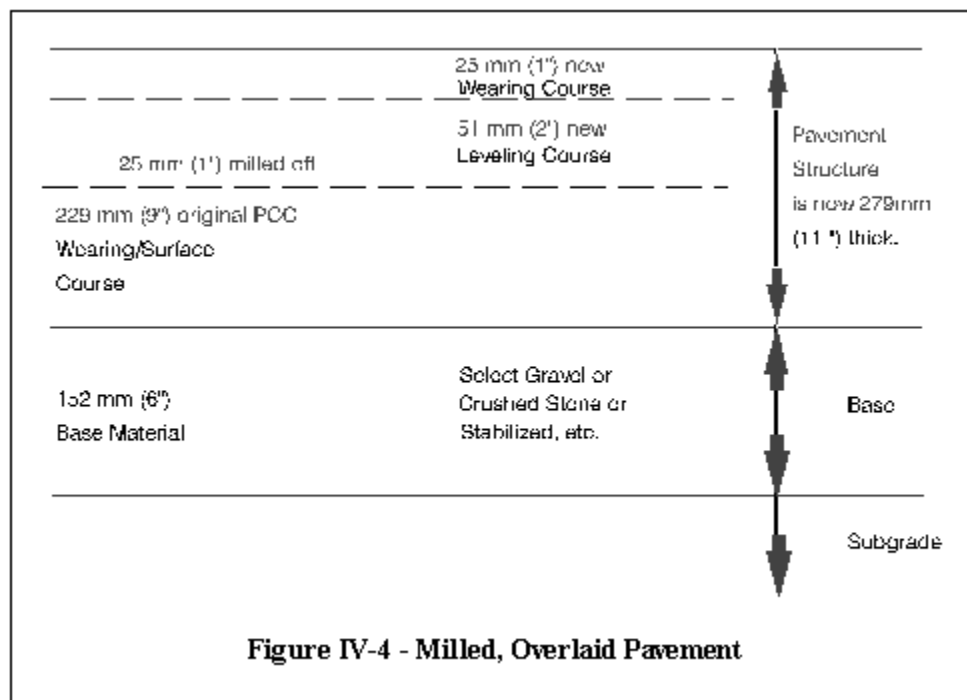 25 mm (1") new
Wearing Course
51 mm (2") new
Leveling Course
25 mm (1") milled off
229 mm (9") original PCC
Wearing/Surface
Course
Pavement
Structure
is now 279mm
(11 ") thick.
152 mm (6")
Base Material
Select Gravel or
Crushed Stone or
Stabilized, etc.
Base
Subgrade
Figure IV-4 - Milled, Overlaid Pavement